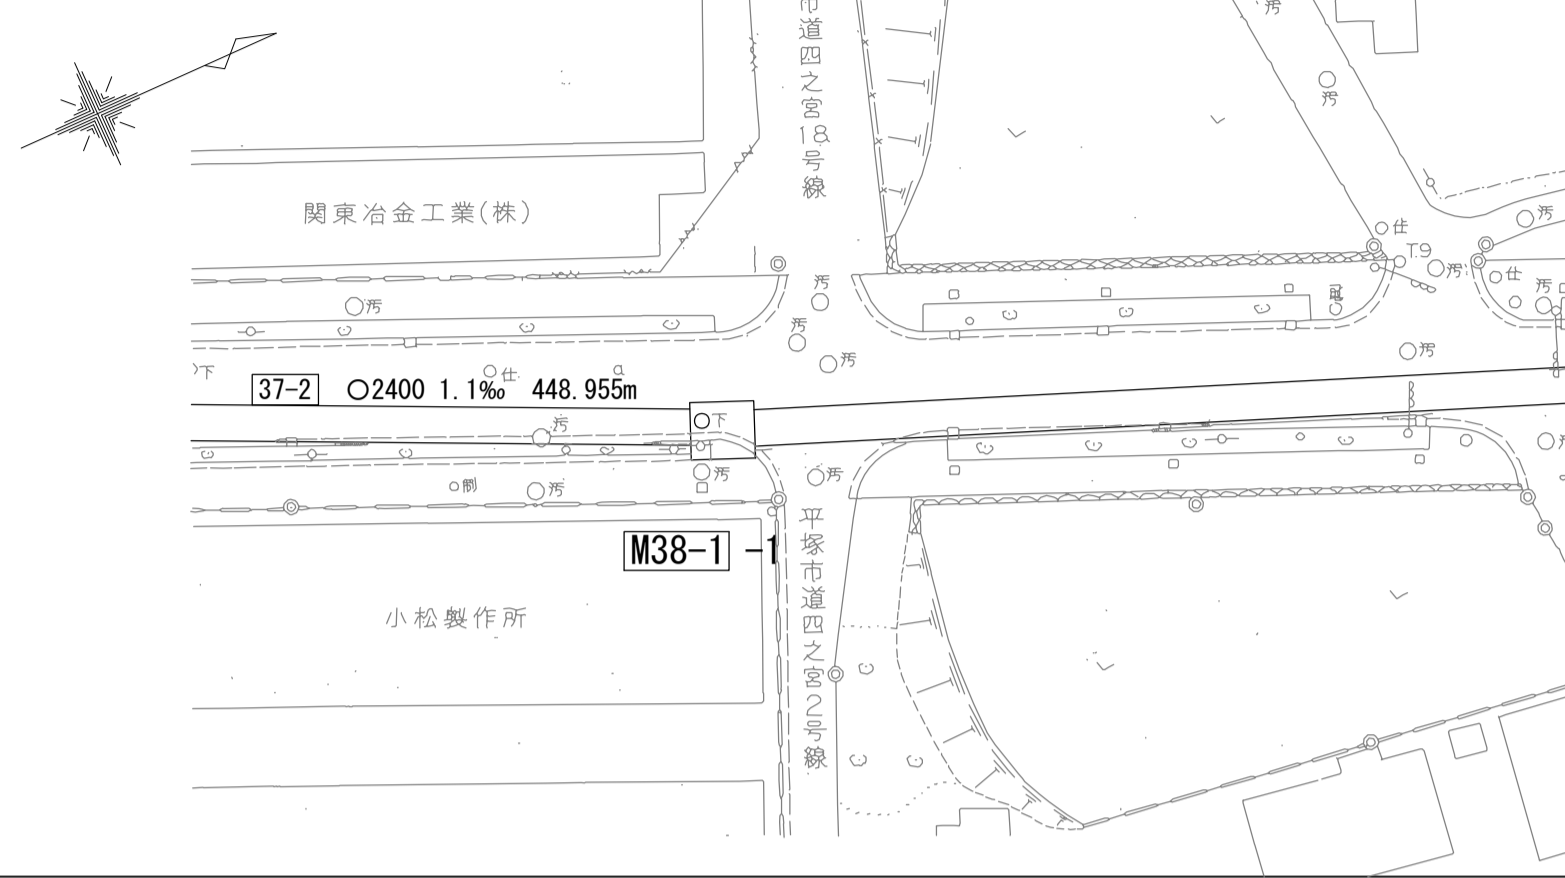 市道四之宮18号線
汚
汚
関東冶金工業(株)
仕
汚
T.9
汚
仕
汚
汚
汚
汚
汚
汚
下
仕
a
37-2 ○2400 1.1‰ 448.955m
下
汚
汚
汚
汚
制
汚
M38-1 -1
平塚市道四之宮2号線
小松製作所